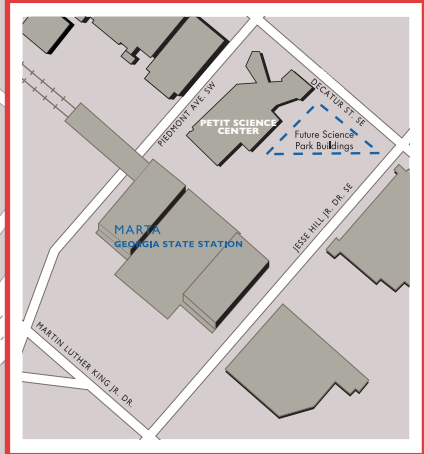 PIEDMONT AVE. SW
DECATUR ST. SE
PETIT SCIENCE
CENTER
Future Science
Park Buildings
JESSE HILL JR. DR. SE
MARTA
GEORGIA STATE STATION
MARTIN LUTHER KING JR. DR.